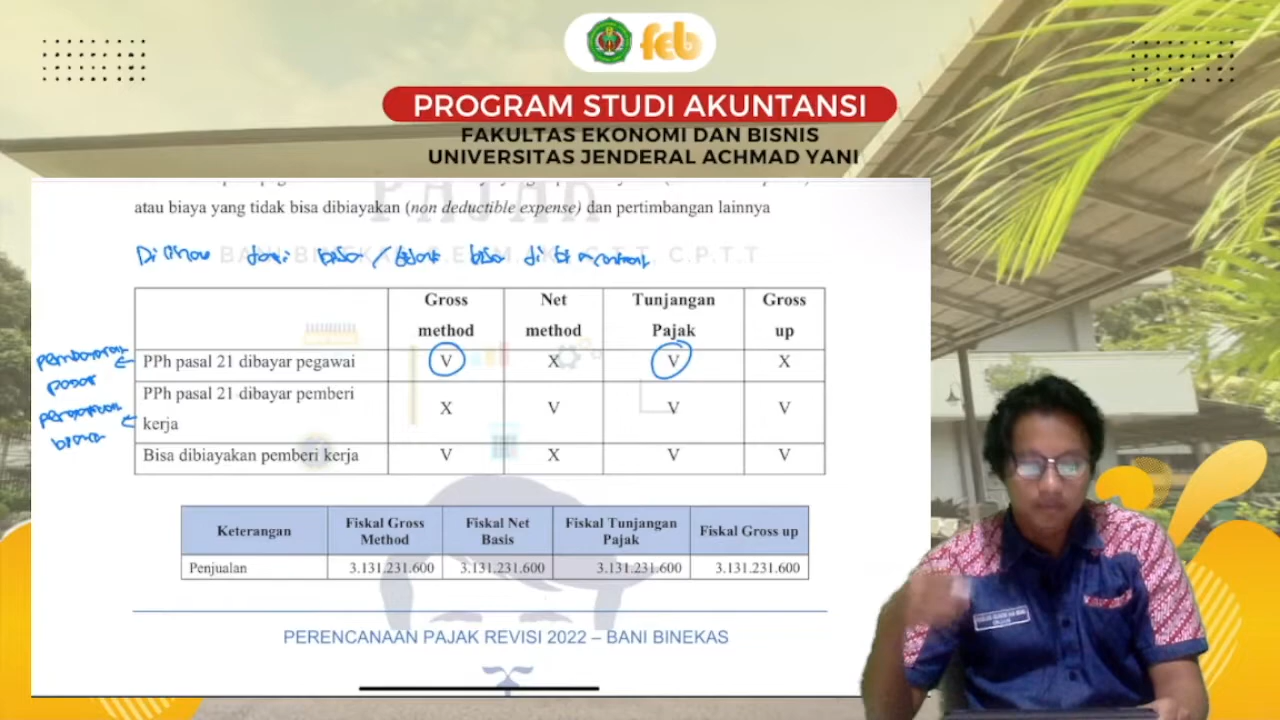 feb
PROGRAM STUDI AKUNTANSI
FAKULTAS EKONOMI DAN BISNIS
UNIVERSITAS JENDERAL ACHMAD YANI
atau biaya yang tidak bisa dibiayakan (non deductible expense) dan pertimbangan lainnya
PAJAK
BANI BINEKAS, C.T.T, C.P.T.T
Gross method Net method Tunjangan Pajak Gross up
PPh pasal 21 dibayar pegawai V X V X
PPh pasal 21 dibayar pemberi kerja X V V V
Bisa dibiayakan pemberi kerja V X V V
Keterangan Fiskal Gross Method Fiskal Net Basis Fiskal Tunjangan Pajak Fiskal Gross up
Penjualan 3.131.231.600 3.131.231.600 3.131.231.600 3.131.231.600
PERENCANAAN PAJAK REVISI 2022 – BANI BINEKAS